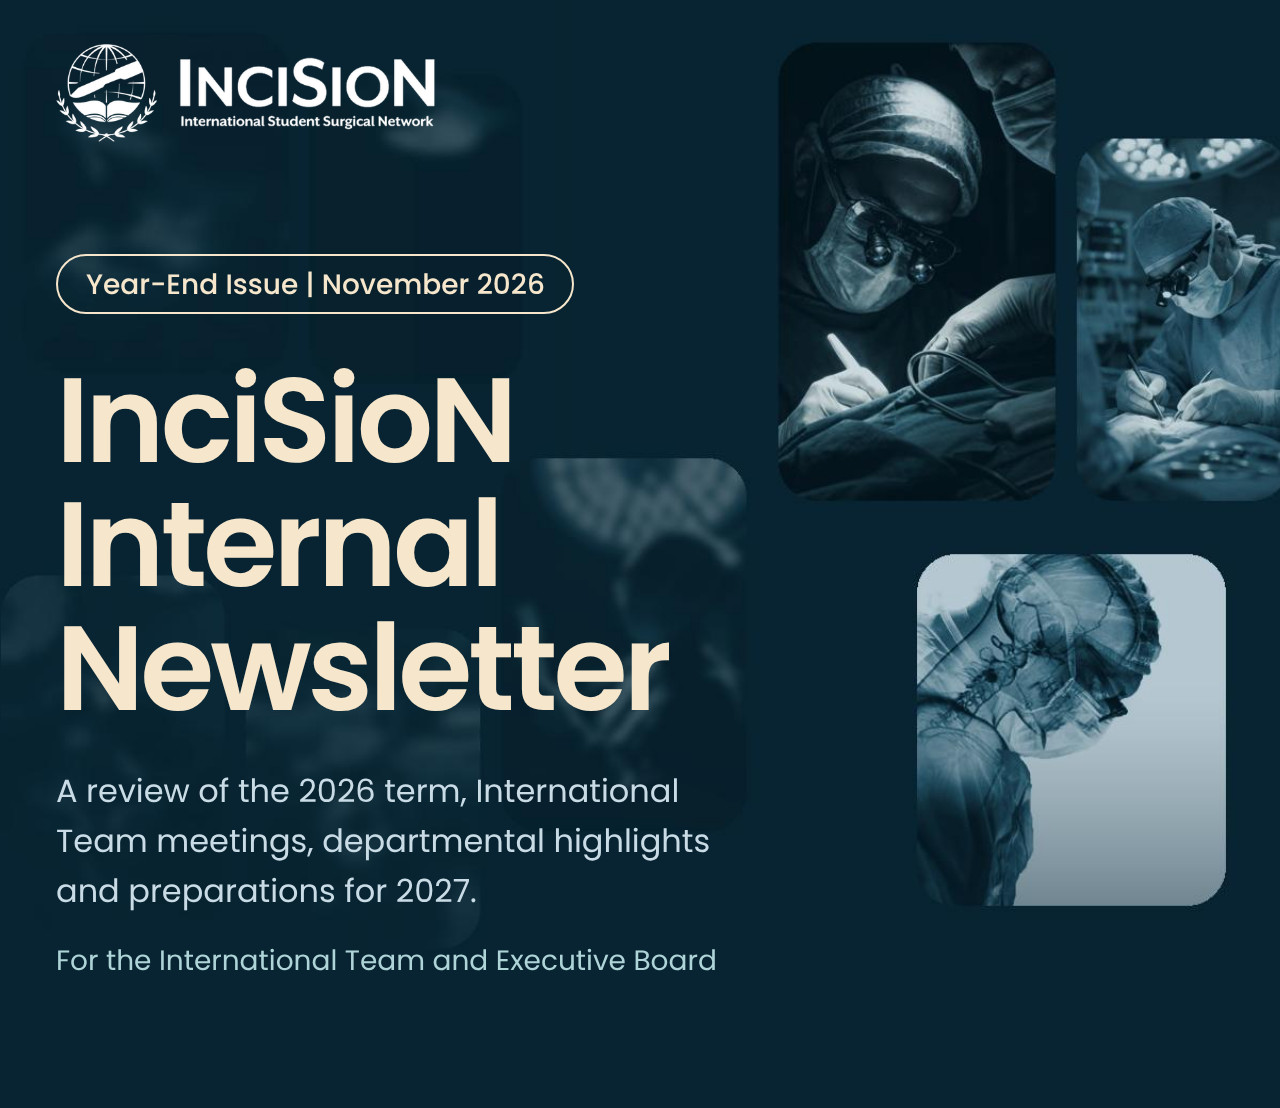 InciSioN
International Student Surgical Network
Year-End Issue | November 2026
InciSioN
Internal
Newsletter
A review of the 2026 term, International
Team meetings, departmental highlights
and preparations for 2027.
For the International Team and Executive Board